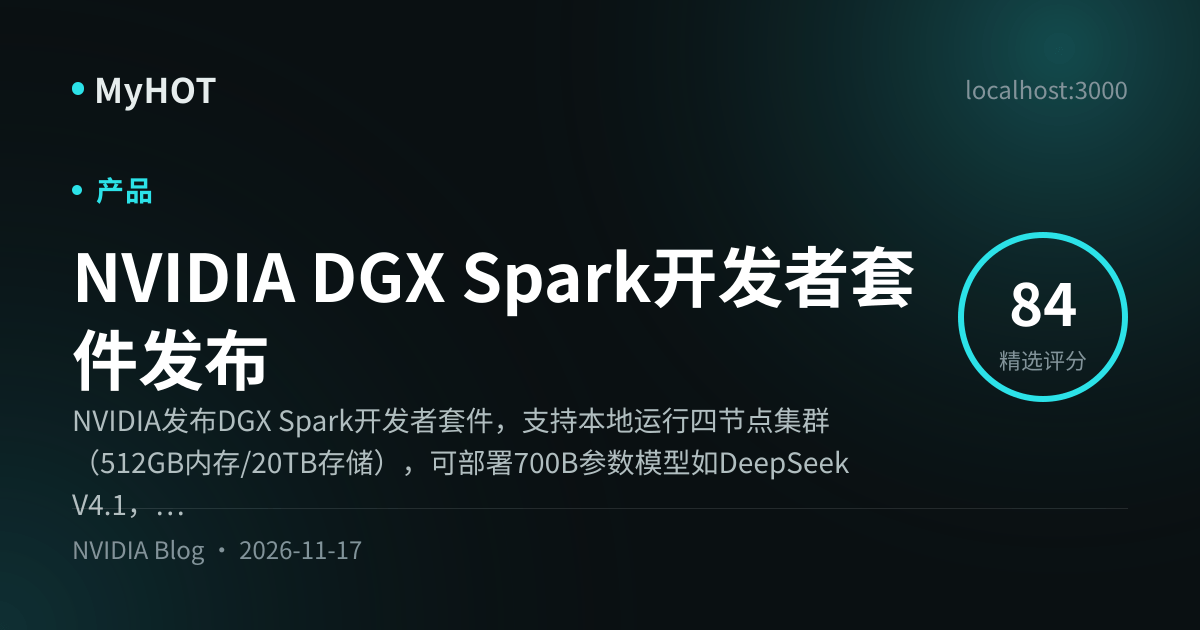 MyHOT
localhost:3000
产品
NVIDIA DGX Spark开发者套
件发布
84
精选评分
NVIDIA发布DGX Spark开发者套件，支持本地运行四节点集群
（512GB内存/20TB存储），可部署700B参数模型如DeepSeek
V4.1，…
NVIDIA Blog · 2026-11-17